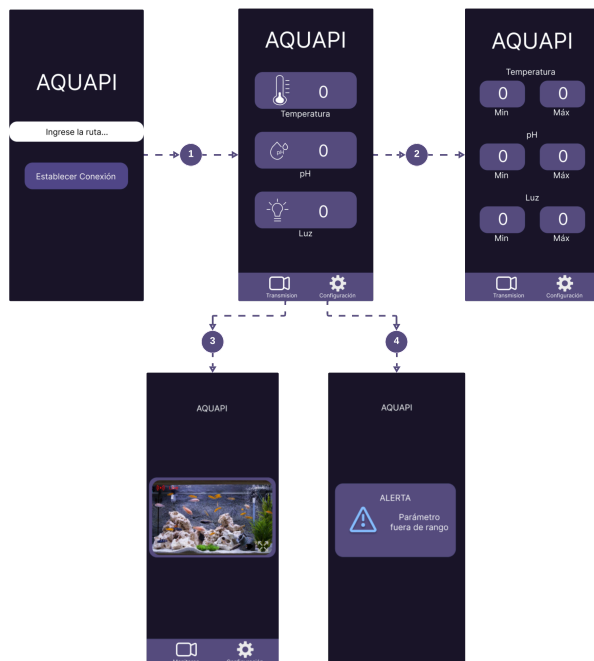 AQUAPI
Ingrese la ruta...
Establecer Conexión
1
AQUAPI
0
Temperatura
pH
0
pH
0
Luz
Transmision
Configuración
2
AQUAPI
Temperatura
0 0
Min Máx
pH
0 0
Min Máx
Luz
0 0
Min Máx
Transmision
Configuración
3
AQUAPI
4
AQUAPI
ALERTA
Parámetro
fuera de rango